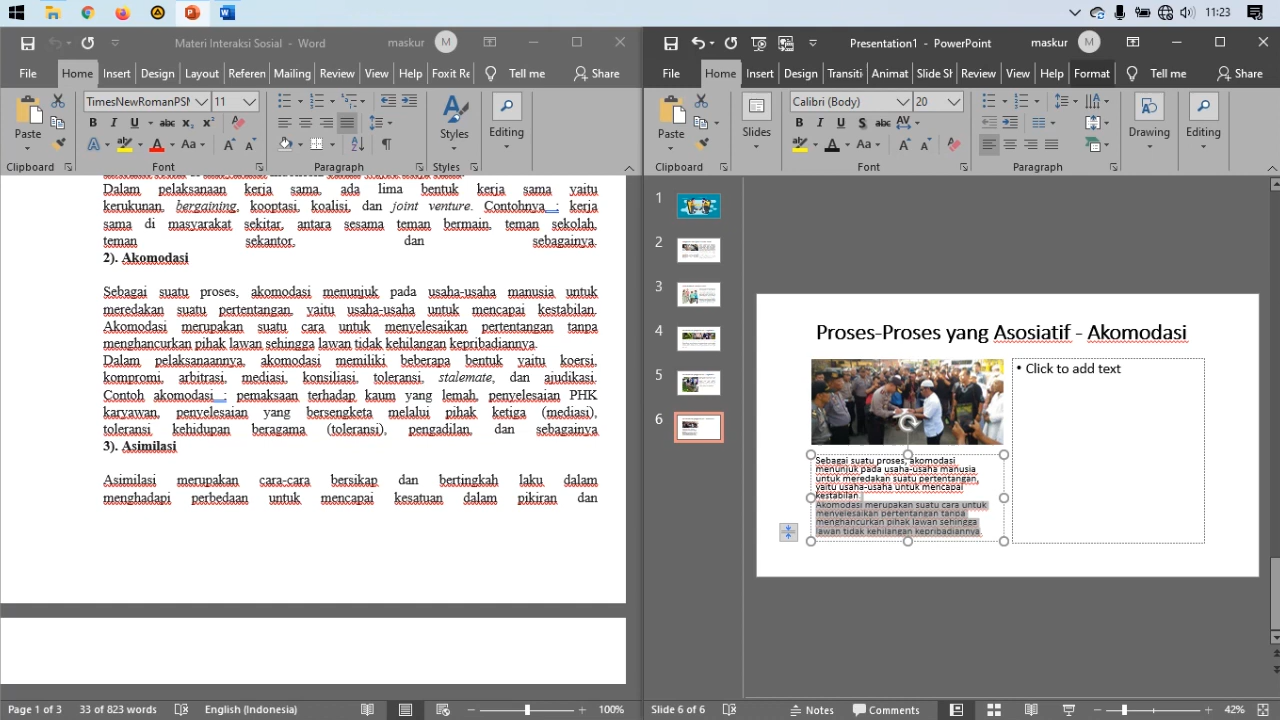 11:23
Materi Interaksi Sosial - Word
maskur
M
File Home Insert Design Layout Referen Mailing Review View Help Foxit Re Tell me Share
TimesNewRomanPSM 11
Paste
Styles
Editing
Clipboard Font Paragraph Styles
Dalam pelaksanaan kerja sama, ada lima bentuk kerja sama yaitu
kerukunan, bergaining, kooptasi, koalisi, dan joint venture. Contohnya : kerja
sama di masyarakat sekitar, antara sesama teman bermain, teman sekolah,
teman sekantor, dan sebagainya.
2). Akomodasi
Sebagai suatu proses, akomodasi menunjuk pada usaha-usaha manusia untuk
meredakan suatu pertentangan, yaitu usaha-usaha untuk mencapai kestabilan.
Akomodasi merupakan suatu cara untuk menyelesaikan pertentangan tanpa
menghancurkan pihak lawan sehingga lawan tidak kehilangan kepribadiannya.
Dalam pelaksanaannya, akomodasi memiliki beberapa bentuk yaitu koersi,
kompromi, arbitrasi, mediasi, konsiliasi, toleransi, stalemate, dan ajudikasi.
Contoh akomodasi : pemaksaan terhadap kaum yang lemah, penyelesaian PHK
karyawan, penyelesaian yang bersengketa melalui pihak ketiga (mediasi),
toleransi kehidupan beragama (toleransi), pengadilan, dan sebagainya
3). Asimilasi
Asimilasi merupakan cara-cara bersikap dan bertingkah laku dalam
menghadapi perbedaan untuk mencapai kesatuan dalam pikiran dan
Page 1 of 3 33 of 823 words English (Indonesia) 100%
Presentation1 - PowerPoint
maskur
M
File Home Insert Design Transiti Animat Slide Sh Review View Help Format Tell me Share
Calibri (Body) 20
Paste
Slides
Drawing
Editing
Clipboard Font Paragraph
1
2
3
4
5
6
Proses-Proses yang Asosiatif - Akomodasi
Sebagai suatu proses, akomodasi
menunjuk pada usaha-usaha manusia
untuk meredakan suatu pertentangan,
yaitu usaha-usaha untuk mencapai
kestabilan.
Akomodasi merupakan suatu cara untuk
menyelesaikan pertentangan tanpa
menghancurkan pihak lawan sehingga
lawan tidak kehilangan kepribadiannya.
• Click to add text
Slide 6 of 6 Notes Comments 42%